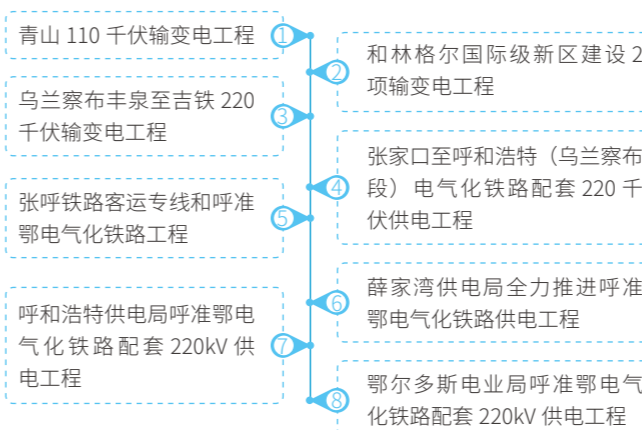 青山 110 千伏输变电工程
①
②
和林格尔国际级新区建设 2
项输变电工程
乌兰察布丰泉至吉铁 220
千伏输变电工程
③
④
张家口至呼和浩特（乌兰察布
段）电气化铁路配套 220 千
伏供电工程
张呼铁路客运专线和呼准
鄂电气化铁路工程
⑤
⑥
薛家湾供电局全力推进呼准
鄂电气化铁路供电工程
呼和浩特供电局呼准鄂电
气化铁路配套 220kV 供
电工程
⑦
⑧
鄂尔多斯电业局呼准鄂电气
化铁路配套 220kV 供电工程